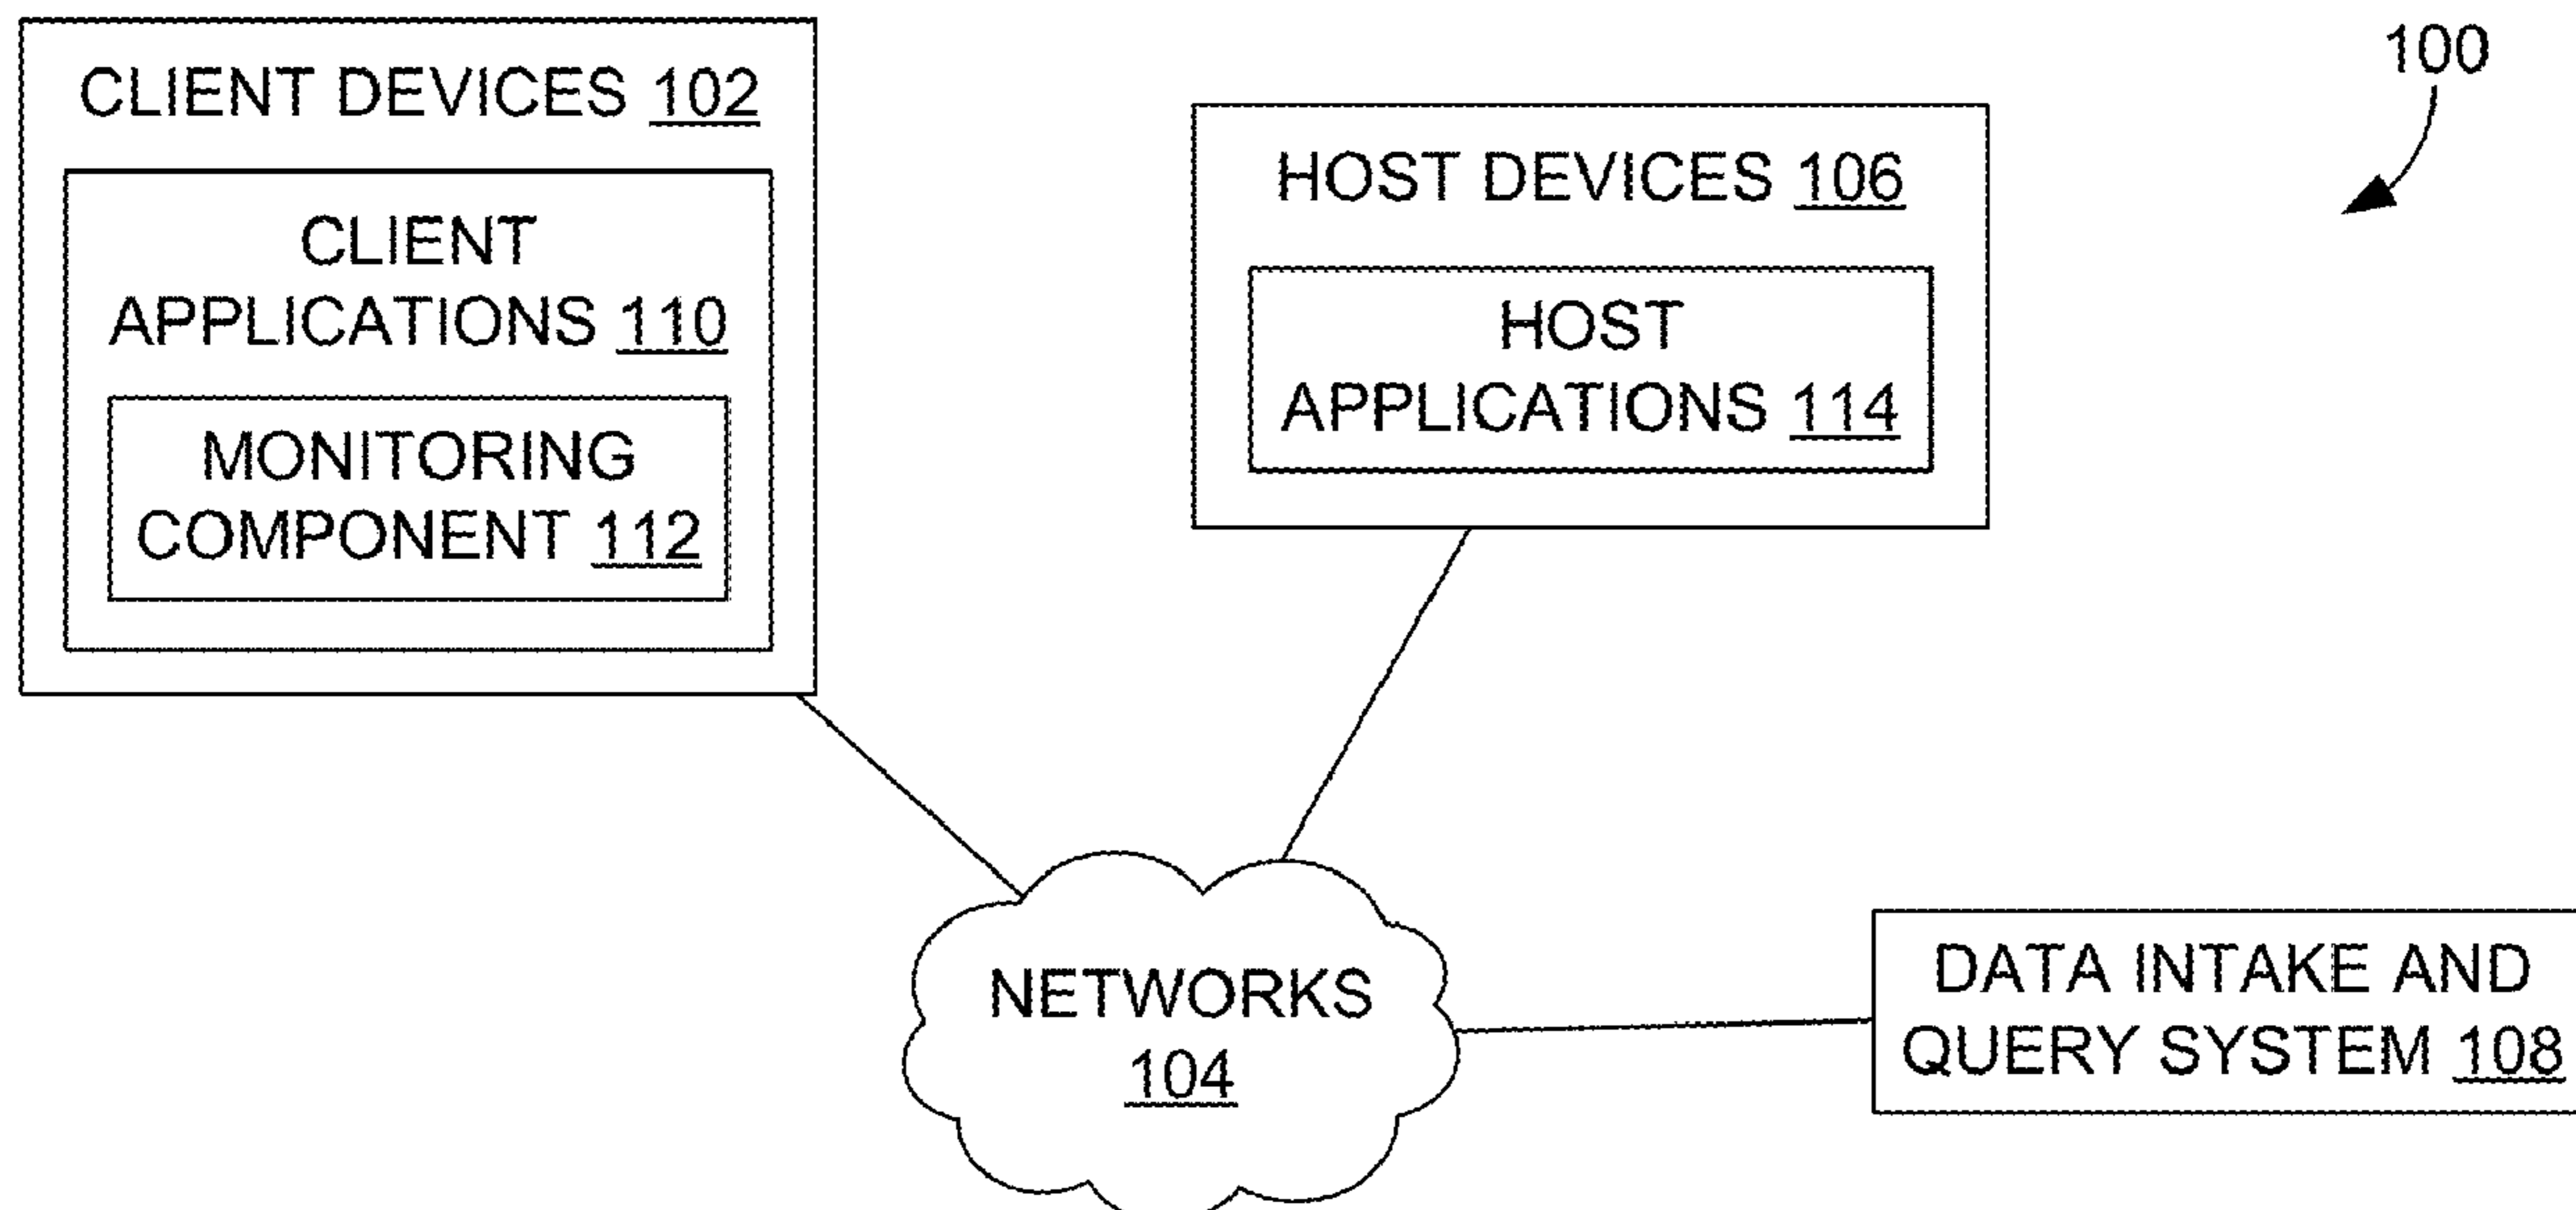 CLIENT DEVICES 102
CLIENT
APPLICATIONS 110
MONITORING
COMPONENT 112
HOST DEVICES 106
HOST
APPLICATIONS 114
100
NETWORKS
104
DATA INTAKE AND
QUERY SYSTEM 108